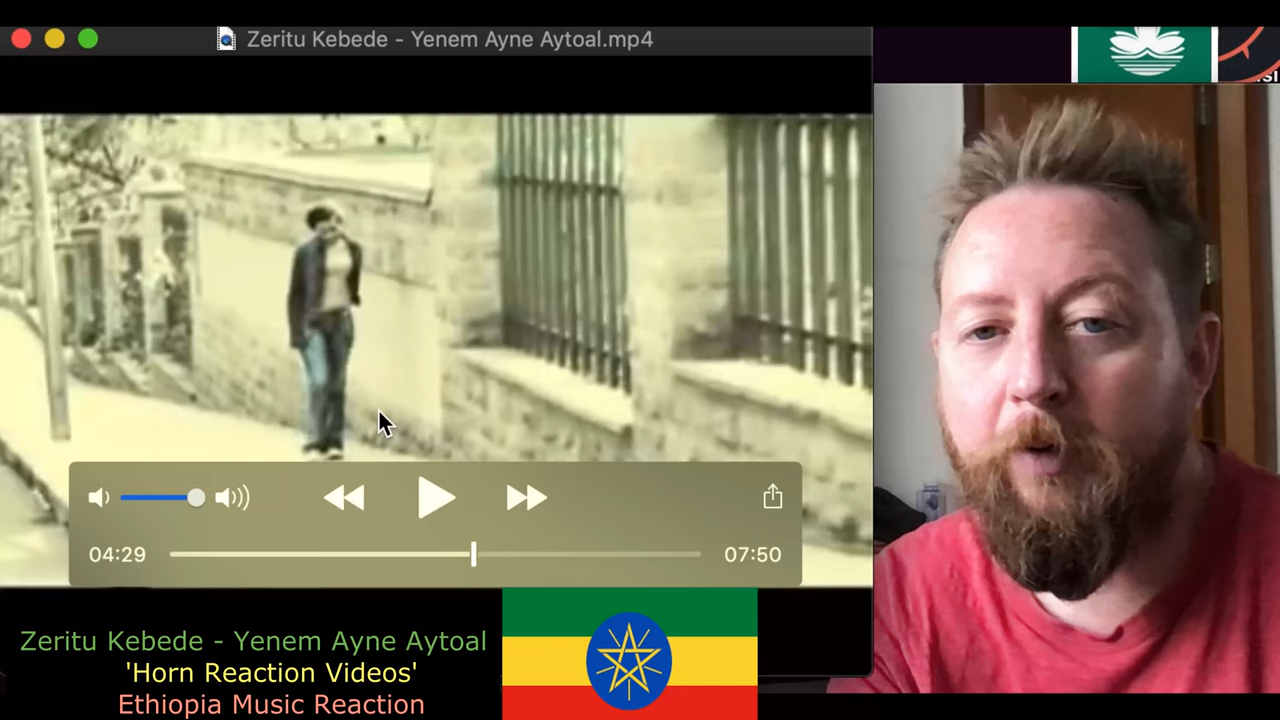 Zeritu Kebede - Yenem Ayne Aytoal.mp4
04:29
07:50
Zeritu Kebede - Yenem Ayne Aytoal
'Horn Reaction Videos'
Ethiopia Music Reaction